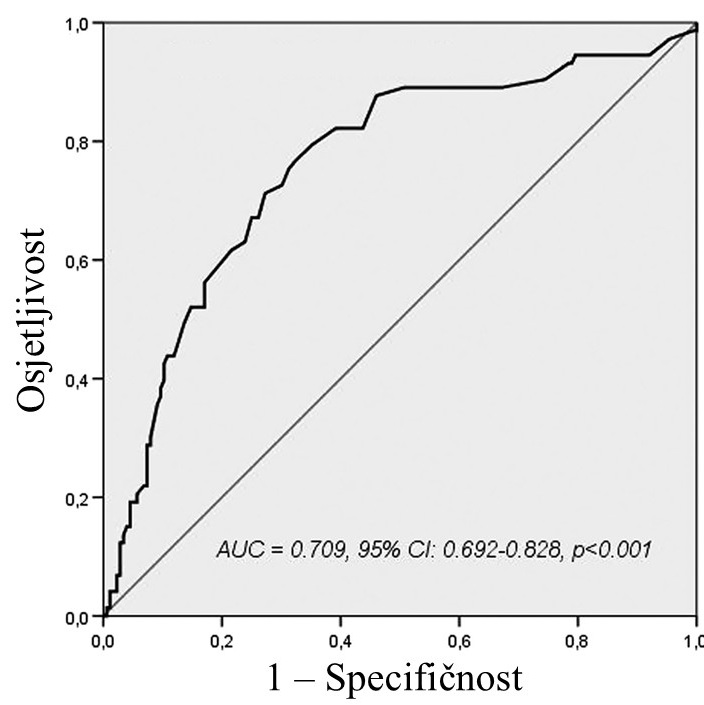 1,0
0,8
0,6
0,4
0,2
0,0
Osjetljivost
AUC = 0.709, 95% CI: 0.692-0.828, p<0.001
0,0 0,2 0,4 0,6 0,8 1,0
1 – Specifičnost